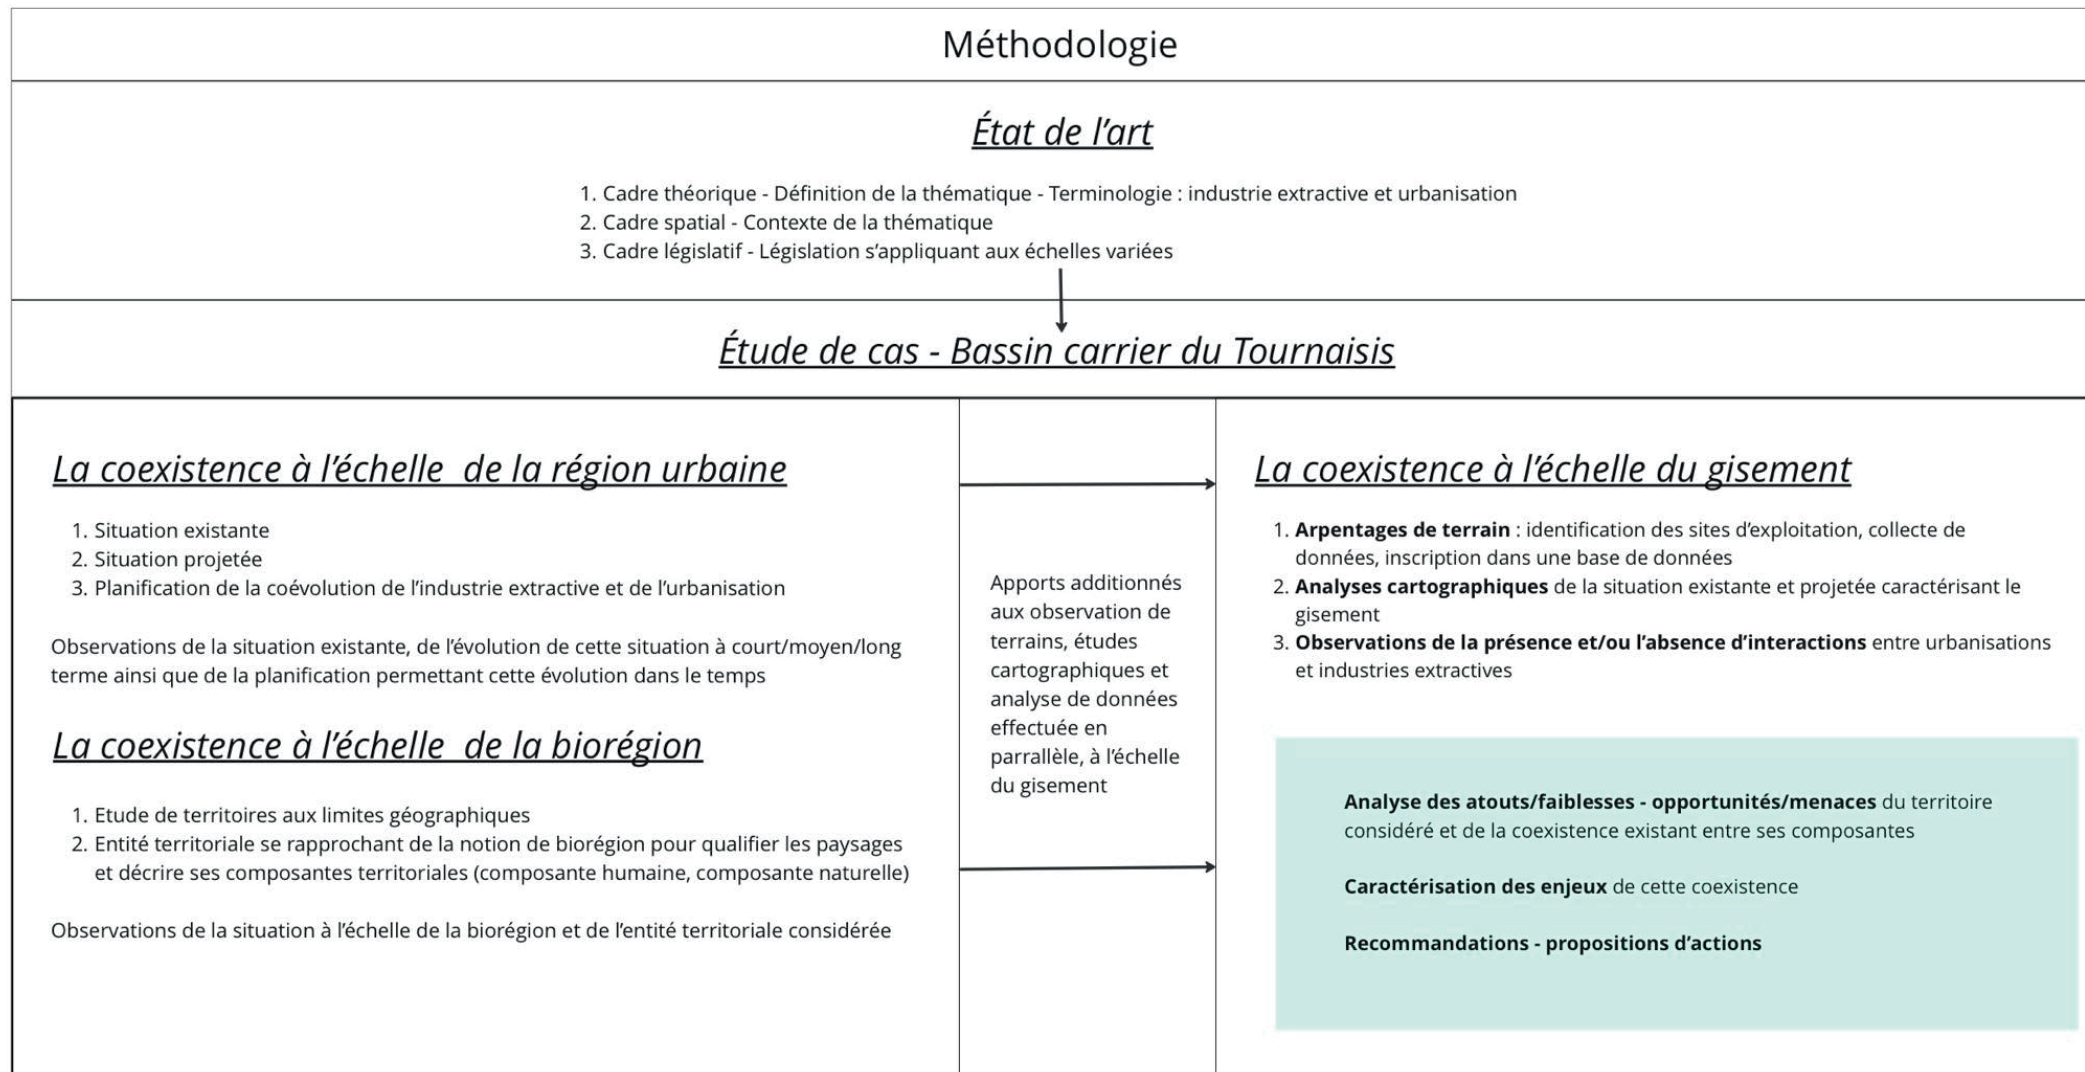 Méthodologie
État de l'art
1. Cadre théorique - Définition de la thématique - Terminologie : industrie extractive et urbanisation
2. Cadre spatial - Contexte de la thématique
3. Cadre législatif - Législation s'appliquant aux échelles variées
Étude de cas - Bassin carrier du Tournaisis
La coexistence à l'échelle de la région urbaine
1. Situation existante
2. Situation projetée
3. Planification de la coévolution de l'industrie extractive et de l'urbanisation
Observations de la situation existante, de l'évolution de cette situation à court/moyen/long
terme ainsi que de la planification permettant cette évolution dans le temps
La coexistence à l'échelle de la biorégion
1. Etude de territoires aux limites géographiques
2. Entité territoriale se rapprochant de la notion de biorégion pour qualifier les paysages
et décrire ses composantes territoriales (composante humaine, composante naturelle)
Observations de la situation à l'échelle de la biorégion et de l'entité territoriale considérée
Apports additionnés
aux observation de
terrains, études
cartographiques et
analyse de données
effectuée en
parrallèle, à l'échelle
du gisement
La coexistence à l'échelle du gisement
1. Arpentages de terrain : identification des sites d'exploitation, collecte de
données, inscription dans une base de données
2. Analyses cartographiques de la situation existante et projetée caractérisant le
gisement
3. Observations de la présence et/ou l'absence d'interactions entre urbanisations
et industries extractives
Analyse des atouts/faiblesses - opportunités/menaces du territoire
considéré et de la coexistence existant entre ses composantes
Caractérisation des enjeux de cette coexistence
Recommandations - propositions d'actions